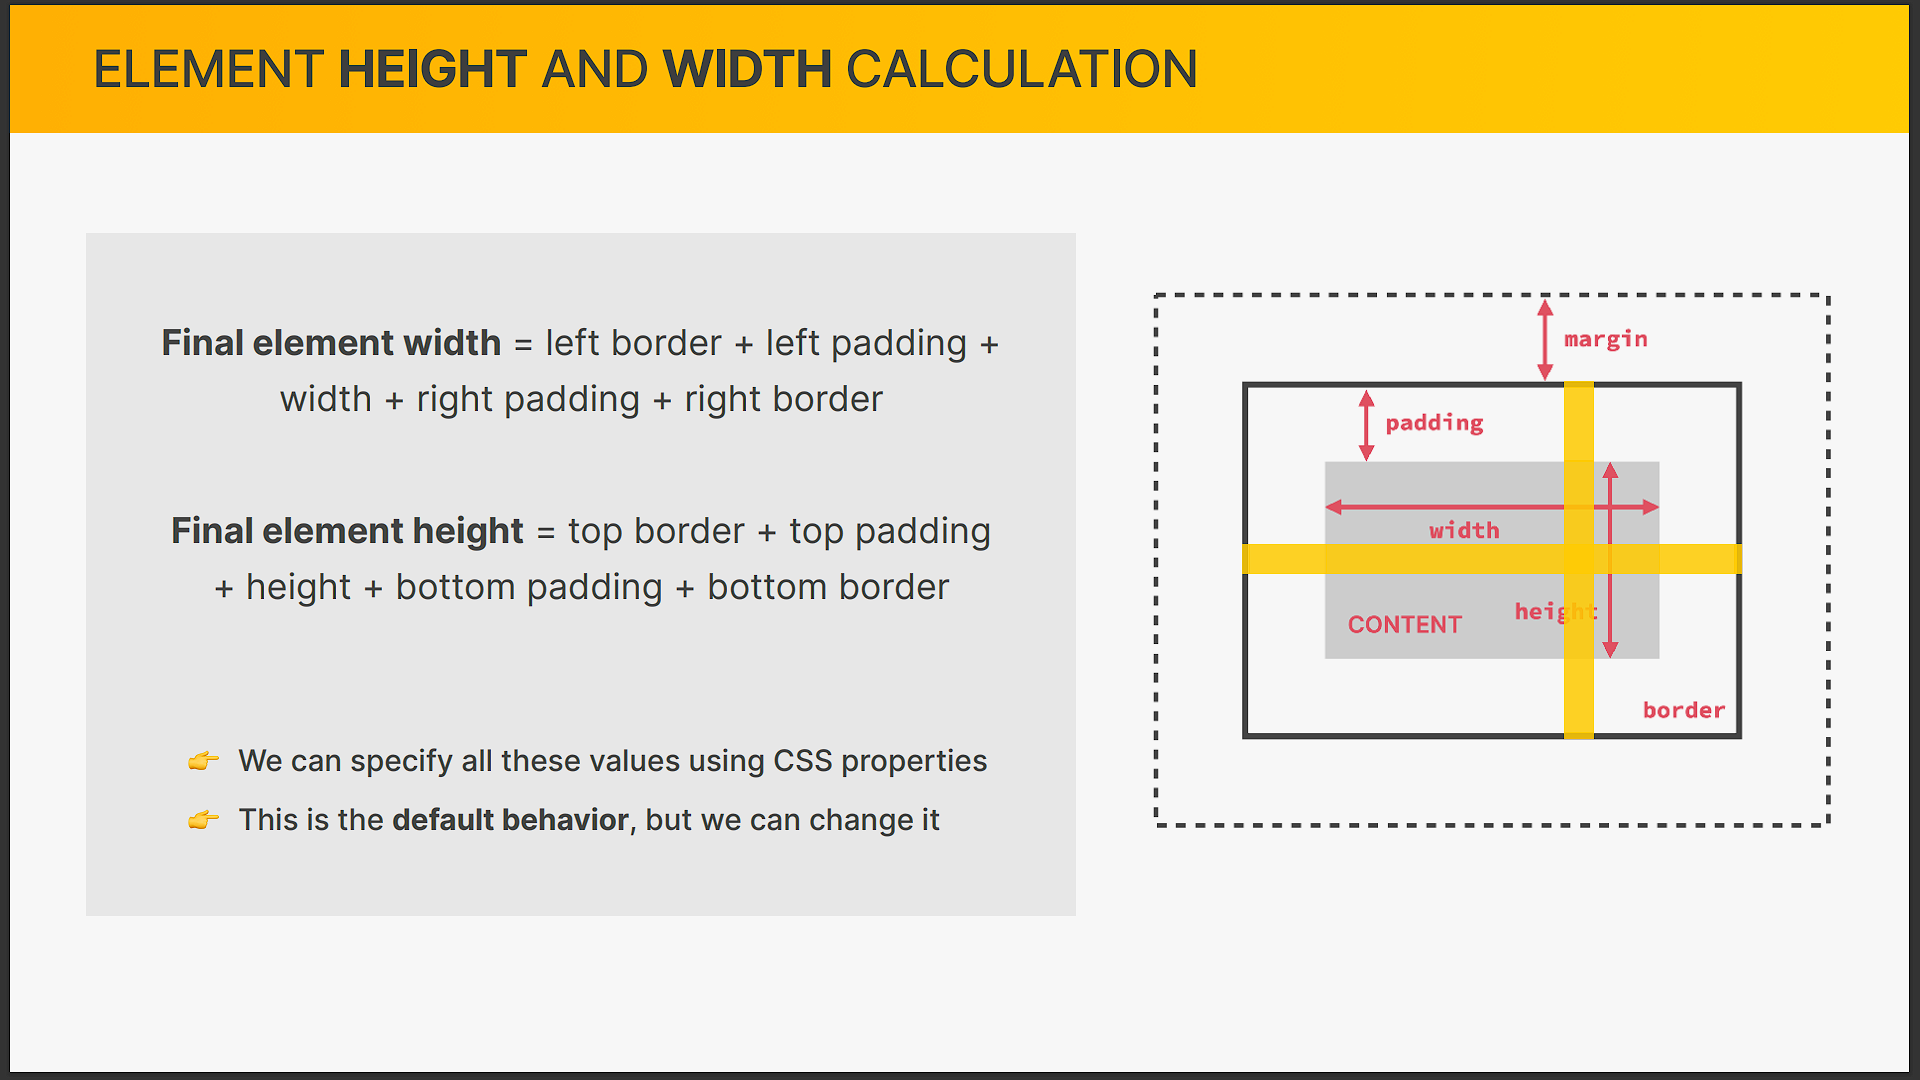 ELEMENT HEIGHT AND WIDTH CALCULATION
Final element width = left border + left padding +
width + right padding + right border
Final element height = top border + top padding
+ height + bottom padding + bottom border
👉 We can specify all these values using CSS properties
👉 This is the default behavior, but we can change it
margin
padding
width
height
CONTENT
border